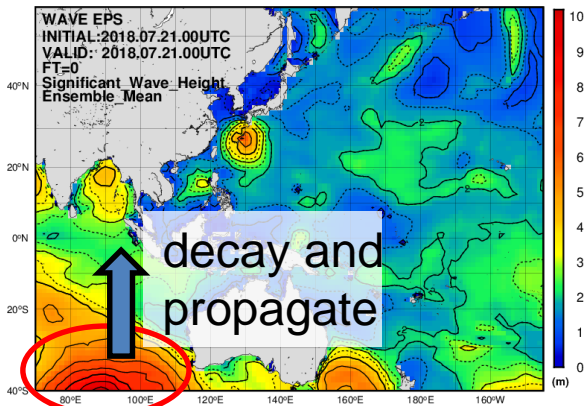 WAVE EPS
INITIAL:2018.07.21.00UTC
VALID: 2018.07.21.00UTC
FT=0
Significant_Wave_Height
Ensemble_Mean
decay and
propagate
40°N
20°N
0°N
20°S
40°S
80°E 100°E 120°E 140°E 160°E 180°E 160°W
10
9
8
7
6
5
4
3
2
1
0
(m)